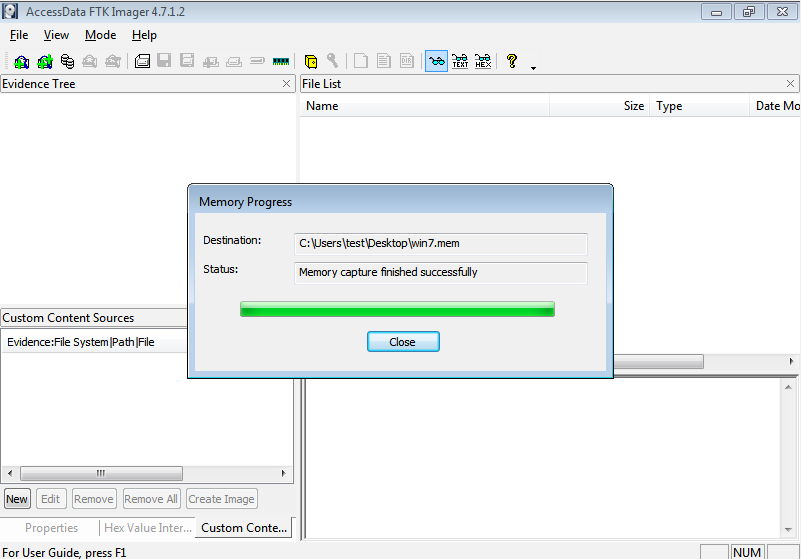 AccessData FTK Imager 4.7.1.2
File View Mode Help
Evidence Tree
File List
Name Size Type Date Mo
Memory Progress
Destination: C:\Users\test\Desktop\win7.mem
Status: Memory capture finished successfully
Close
Custom Content Sources
Evidence:File System|Path|File
New Edit Remove Remove All Create Image
Properties Hex Value Inter... Custom Conte...
For User Guide, press F1
NUM
TEXT
HEX
DIR